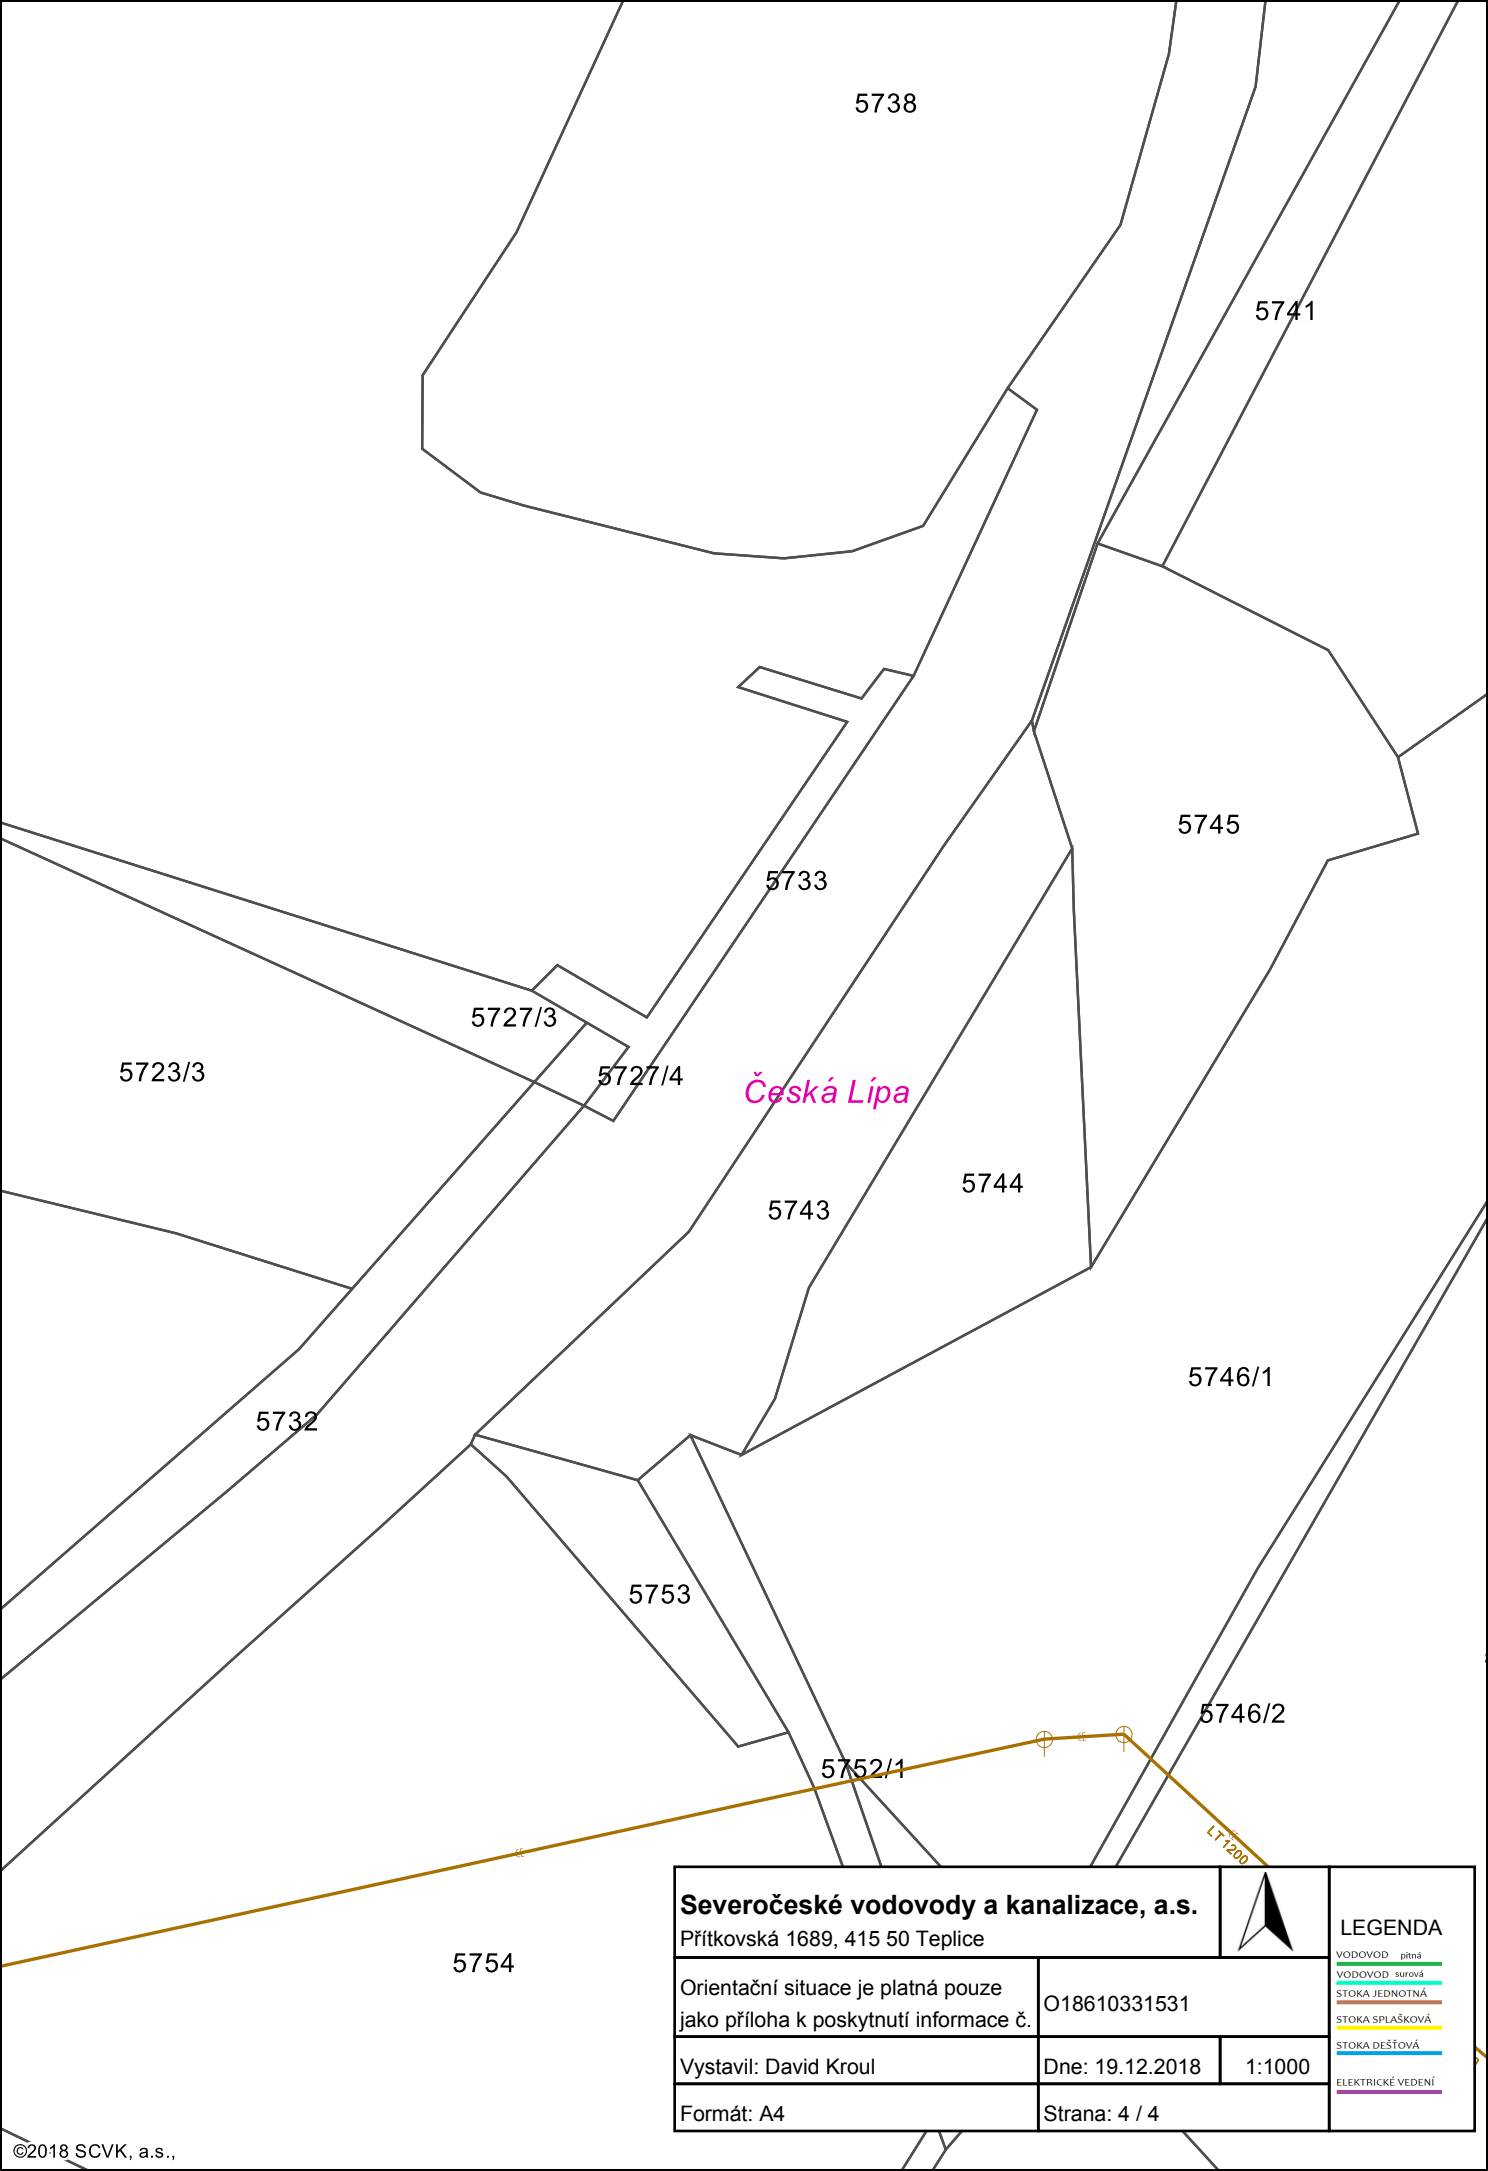 5738
5741
5745
5733
5727/3
5723/3
5727/4
Česká Lípa
5744
5743
5746/1
5732
5753
5746/2
5752/1
LT 1200
5754
Severočeské vodovody a kanalizace, a.s.
Přítkovská 1689, 415 50 Teplice
Orientační situace je platná pouze
jako příloha k poskytnutí informace č.
O18610331531
Vystavil: David Kroul
Dne: 19.12.2018
1:1000
Formát: A4
Strana: 4 / 4
LEGENDA
VODOVOD pitná
VODOVOD surová
STOKA JEDNOTNÁ
STOKA SPLAŠKOVÁ
STOKA DEŠŤOVÁ
ELEKTRICKÉ VEDENÍ
©2018 SCVK, a.s.,